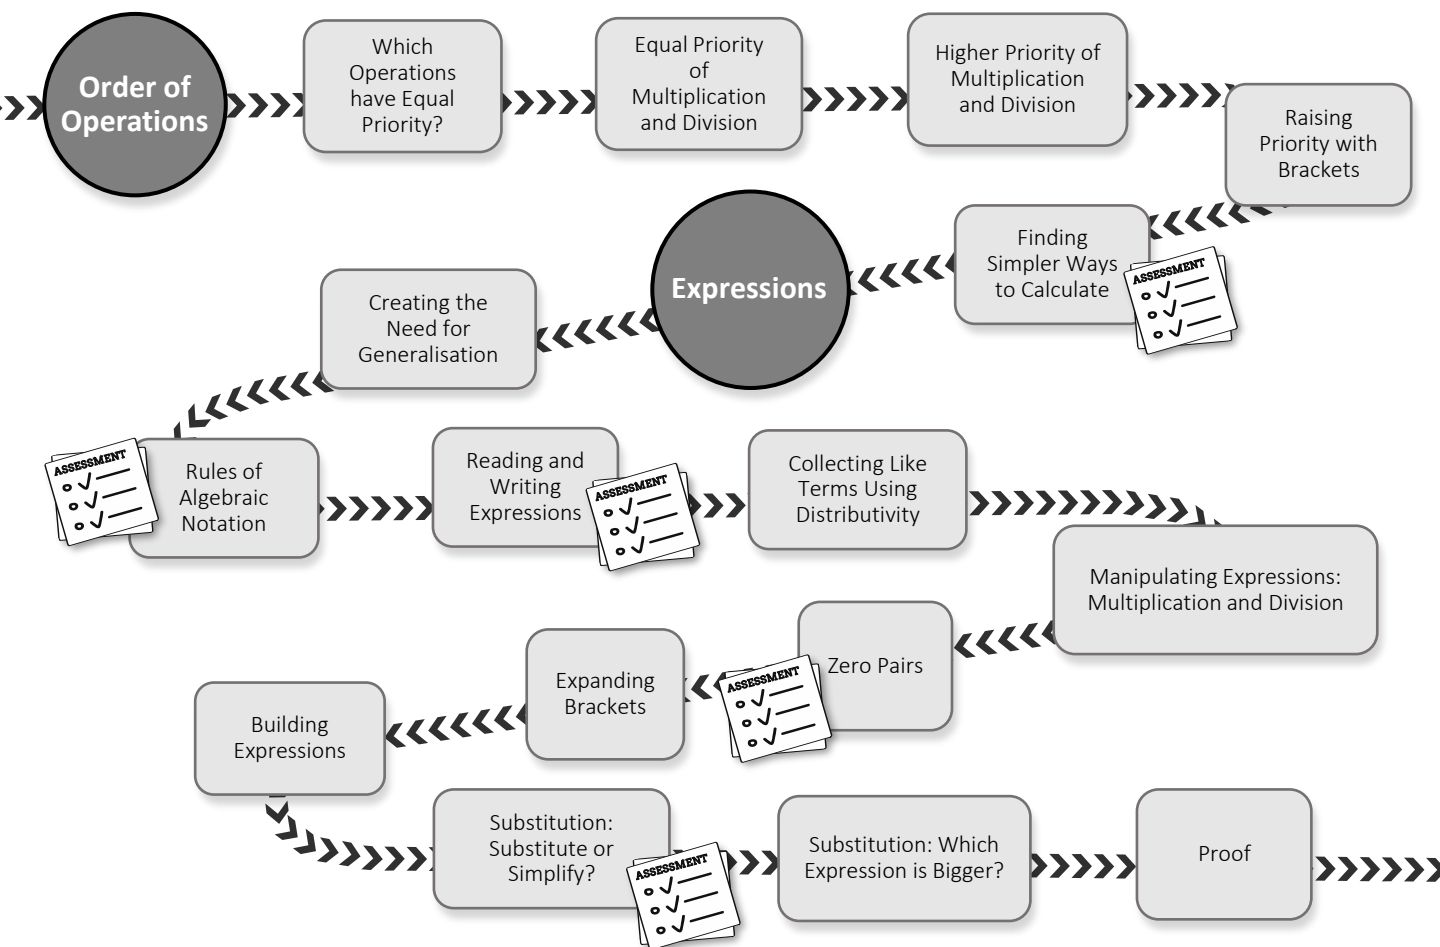 Order of
Operations
Which
Operations
have Equal
Priority?
Equal Priority
of
Multiplication
and Division
Higher Priority of
Multiplication
and Division
Raising
Priority with
Brackets
Finding
Simpler Ways
to Calculate
ASSESSMENT
Expressions
Creating the
Need for
Generalisation
ASSESSMENT
Rules of
Algebraic
Notation
Reading and
Writing
Expressions
ASSESSMENT
Collecting Like
Terms Using
Distributivity
Manipulating Expressions:
Multiplication and Division
Zero Pairs
ASSESSMENT
Expanding
Brackets
Building
Expressions
Substitution:
Substitute or
Simplify?
ASSESSMENT
Substitution: Which
Expression is Bigger?
Proof